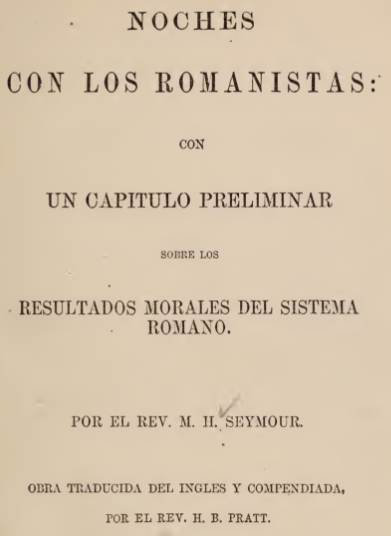 NOCHES
CON LOS ROMANISTAS:
CON
UN CAPITULO PRELIMINAR
SOBRE LOS
RESULTADOS MORALES DEL SISTEMA
ROMANO.
POR EL REV. M. H. SEYMOUR.
OBRA TRADUCIDA DEL INGLES Y COMPENDIADA,
POR EL REV. H. B. PRATT.